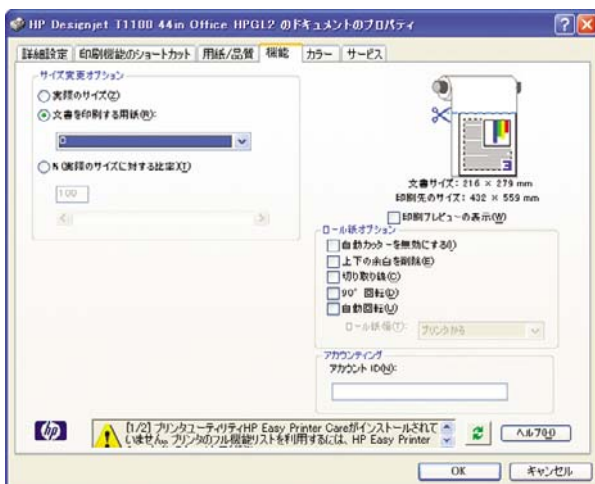 HP Designjet T1100 44in Office HPGL2 のドキュメントのプロパティ
詳細設定 印刷機能のショートカット 用紙/品質 機能 カラー サービス
サイズ変更オプション
実際のサイズ(Z)
文書を印刷する用紙(R):
D
% (実際のサイズに対する比率)(I)
100
文書サイズ: 216 × 279 mm
印刷先のサイズ: 432 × 559 mm
印刷プレビューの表示(W)
ロール紙オプション
自動カッターを無効にする(J)
上下の余白を削除(E)
切り取り線(C)
90° 回転(D)
自動回転(U)
ロール紙幅(T): プリンタから
アカウンティング
アカウント ID(N):
hp
[1/2] プリンタユーティリティHP Easy Printer Careがインストールされて
いません。プリンタのフル機能リストを利用するには、HP Easy Printer
ヘルプ(H)
OK キャンセル